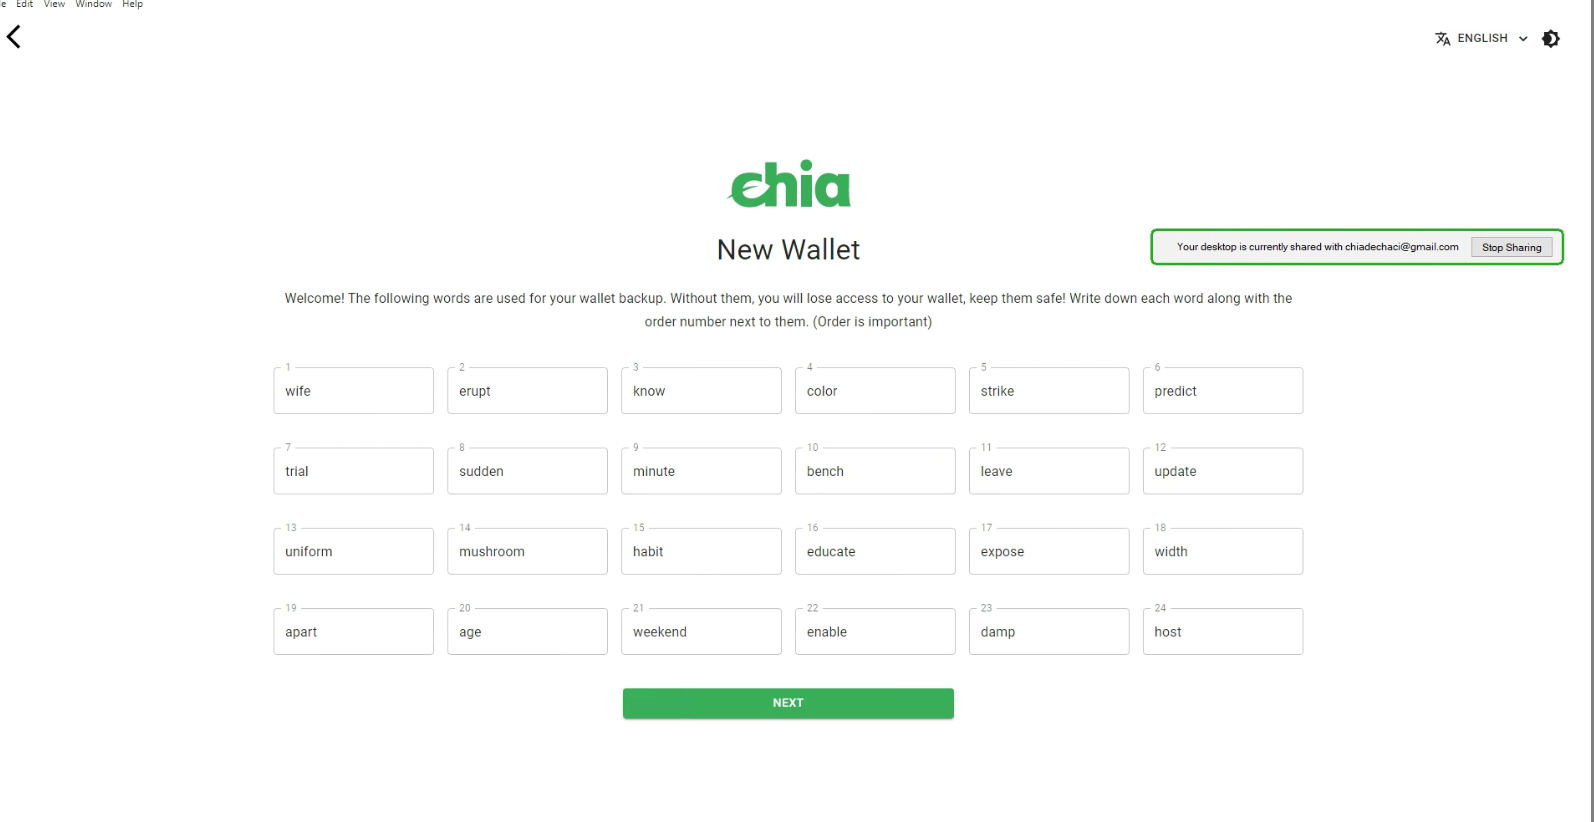 e Edit View Window Help
ENGLISH
chia
New Wallet
Your desktop is currently shared with chiadechaci@gmail.com Stop Sharing
Welcome! The following words are used for your wallet backup. Without them, you will lose access to your wallet, keep them safe! Write down each word along with the
order number next to them. (Order is important)
1 2 3 4 5 6
wife erupt know color strike predict
7 8 9 10 11 12
trial sudden minute bench leave update
13 14 15 16 17 18
uniform mushroom habit educate expose width
19 20 21 22 23 24
apart age weekend enable damp host
NEXT